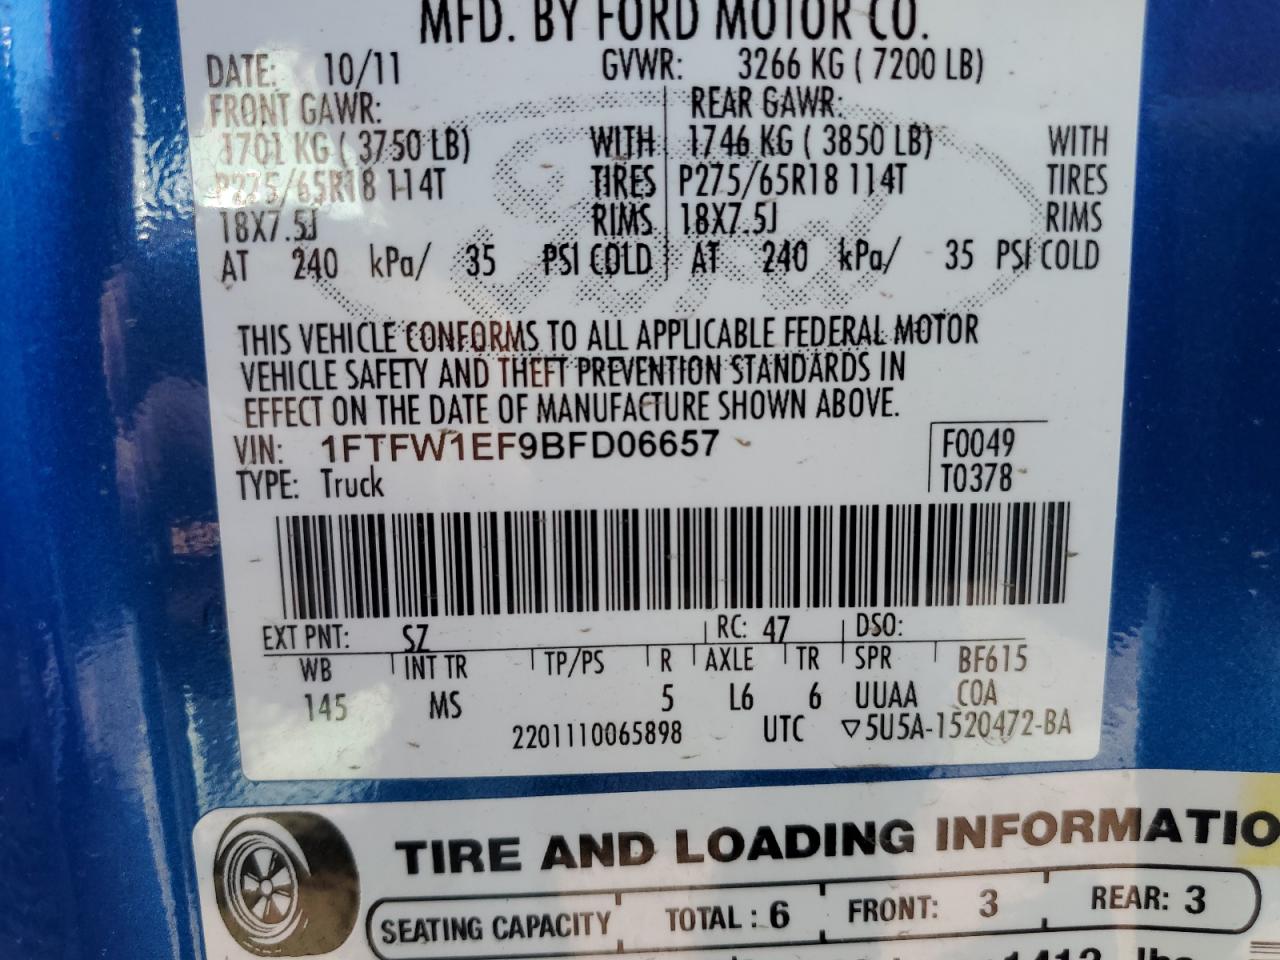 MFD. BY FORD MOTOR CO.
DATE: 10/11 GVWR: 3266 KG ( 7200 LB)
FRONT GAWR: REAR GAWR:
1701 KG ( 3750 LB) WITH 1746 KG ( 3850 LB) WITH
P275/65R18 114T TIRES P275/65R18 114T TIRES
18X7.5J RIMS 18X7.5J RIMS
AT 240 kPa/ 35 PSI COLD AT 240 kPa/ 35 PSI COLD
THIS VEHICLE CONFORMS TO ALL APPLICABLE FEDERAL MOTOR
VEHICLE SAFETY AND THEFT PREVENTION STANDARDS IN
EFFECT ON THE DATE OF MANUFACTURE SHOWN ABOVE.
VIN: 1FTFW1EF9BFD06657 F0049
TYPE: Truck T0378
EXT PNT: SZ RC: 47 DSO:
WB INT TR TP/PS R AXLE TR SPR BF615
145 MS 5 L6 6 UUAA COA
2201110065898 UTC ▽5U5A-1520472-BA
TIRE AND LOADING INFORMATIO
SEATING CAPACITY TOTAL : 6 FRONT: 3 REAR: 3